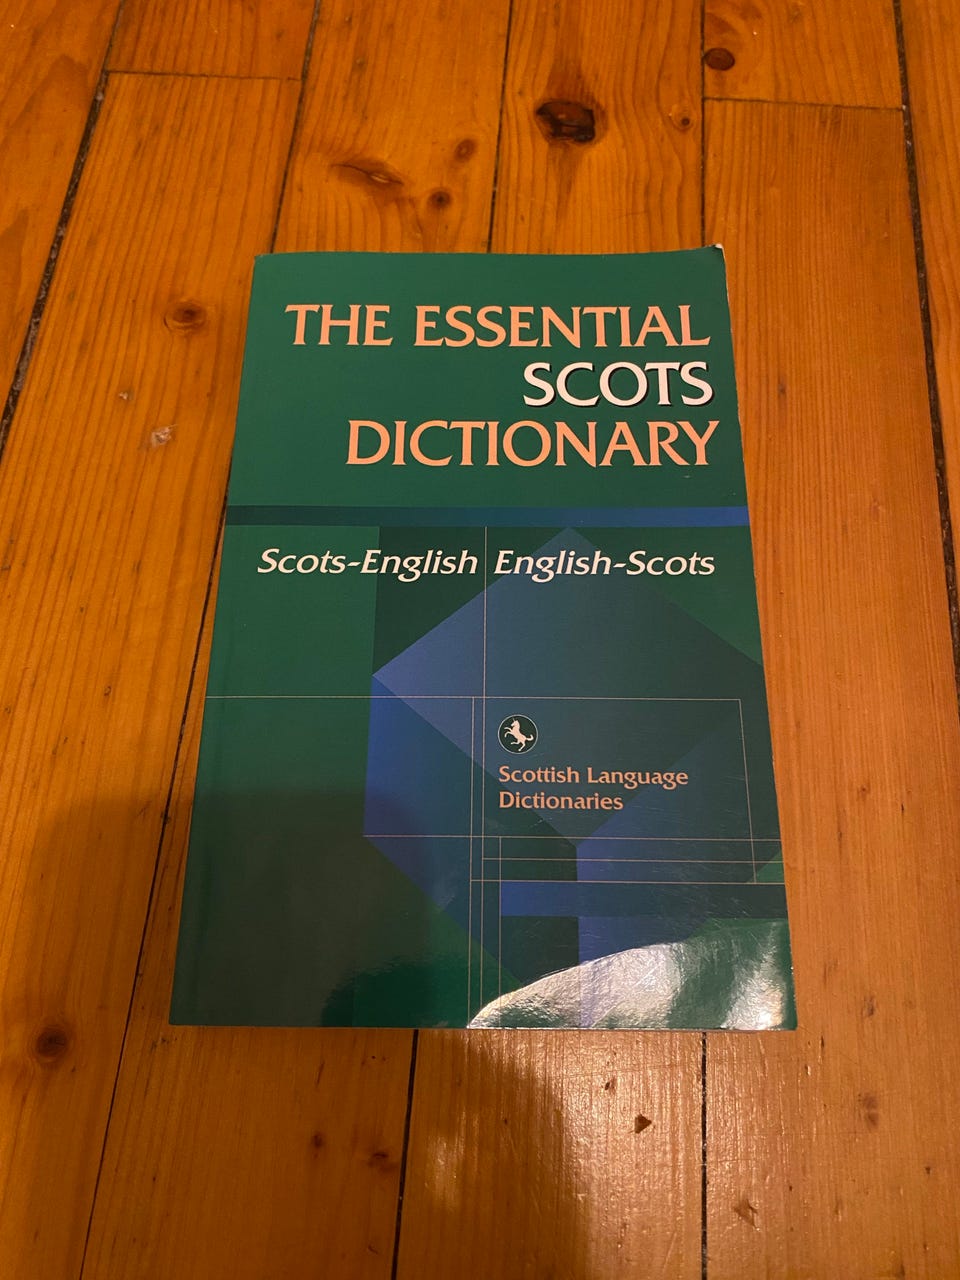 THE ESSENTIAL
SCOTS
DICTIONARY
Scots-English English-Scots
Scottish Language
Dictionaries